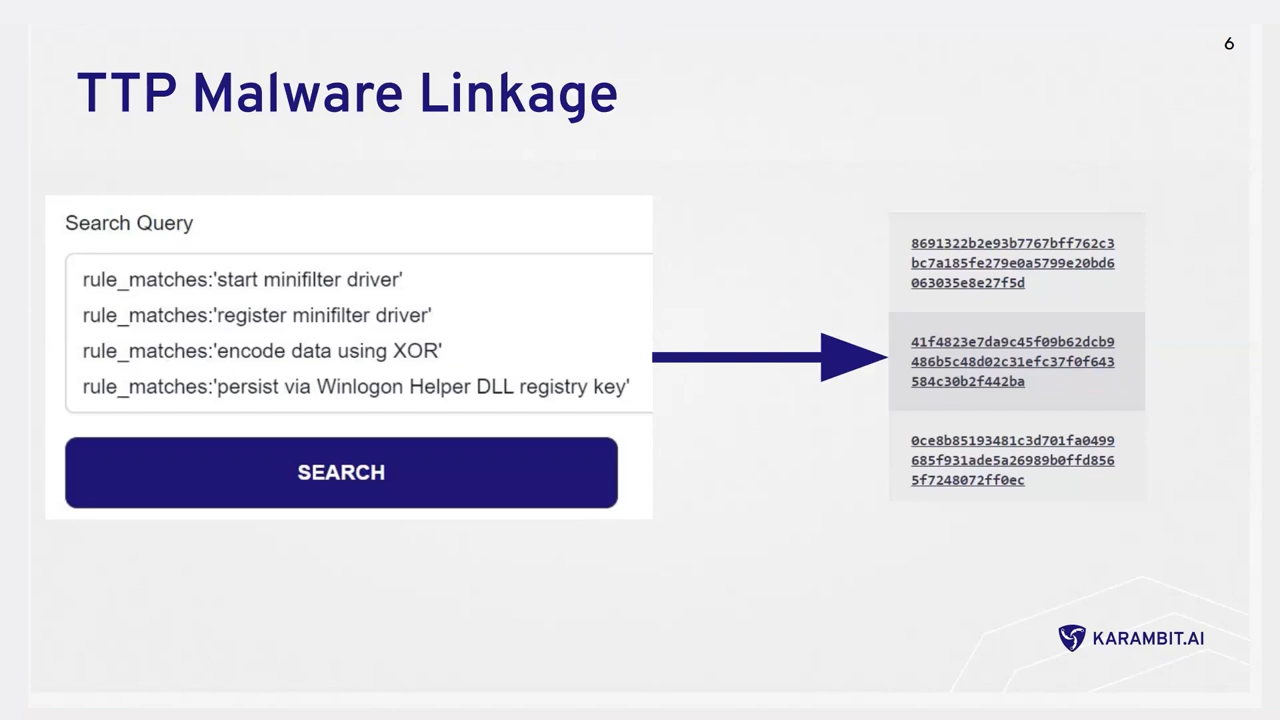 6
TTP Malware Linkage
Search Query
rule_matches:'start minifilter driver'
rule_matches:'register minifilter driver'
rule_matches:'encode data using XOR'
rule_matches:'persist via Winlogon Helper DLL registry key'
SEARCH
8691322b2e93b7767bff762c3
bc7a185fe279e0a5799e20bd6
063035e8e27f5d
41f4823e7da9c45f09b62dcb9
486b5c48d02c31efc37f0f643
584c30b2f442ba
0ce8b85193481c3d701fa0499
685f931ade5a26989b0ffd856
5f7248072ff0ec
KARAMBIT.AI